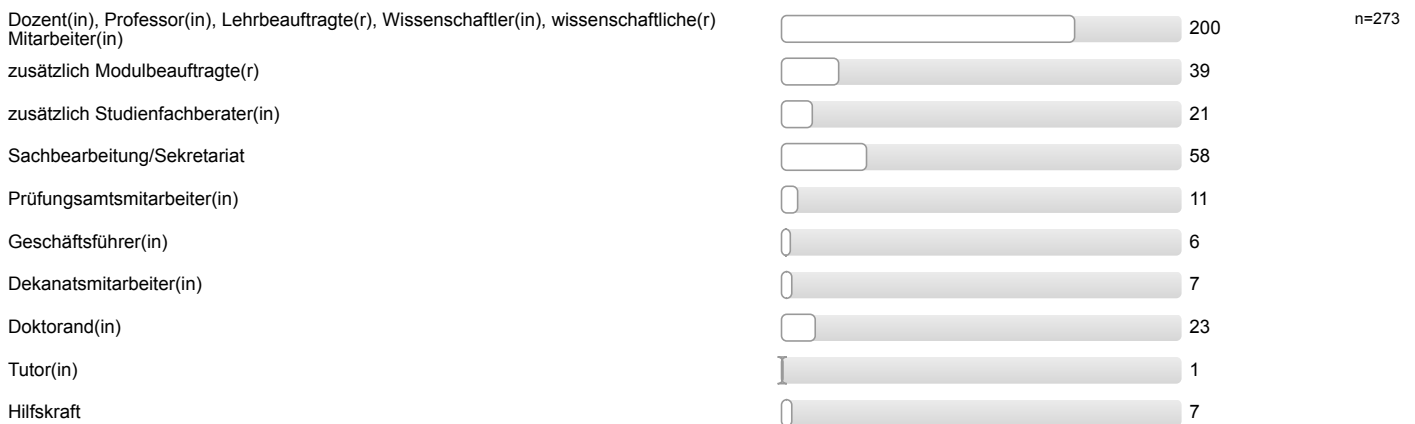 Dozent(in), Professor(in), Lehrbeauftragte(r), Wissenschaftler(in), wissenschaftliche(r)
Mitarbeiter(in)
200
n=273
zusätzlich Modulbeauftragte(r)
39
zusätzlich Studienfachberater(in)
21
Sachbearbeitung/Sekretariat
58
Prüfungsamtsmitarbeiter(in)
11
Geschäftsführer(in)
6
Dekanatsmitarbeiter(in)
7
Doktorand(in)
23
Tutor(in)
1
Hilfskraft
7